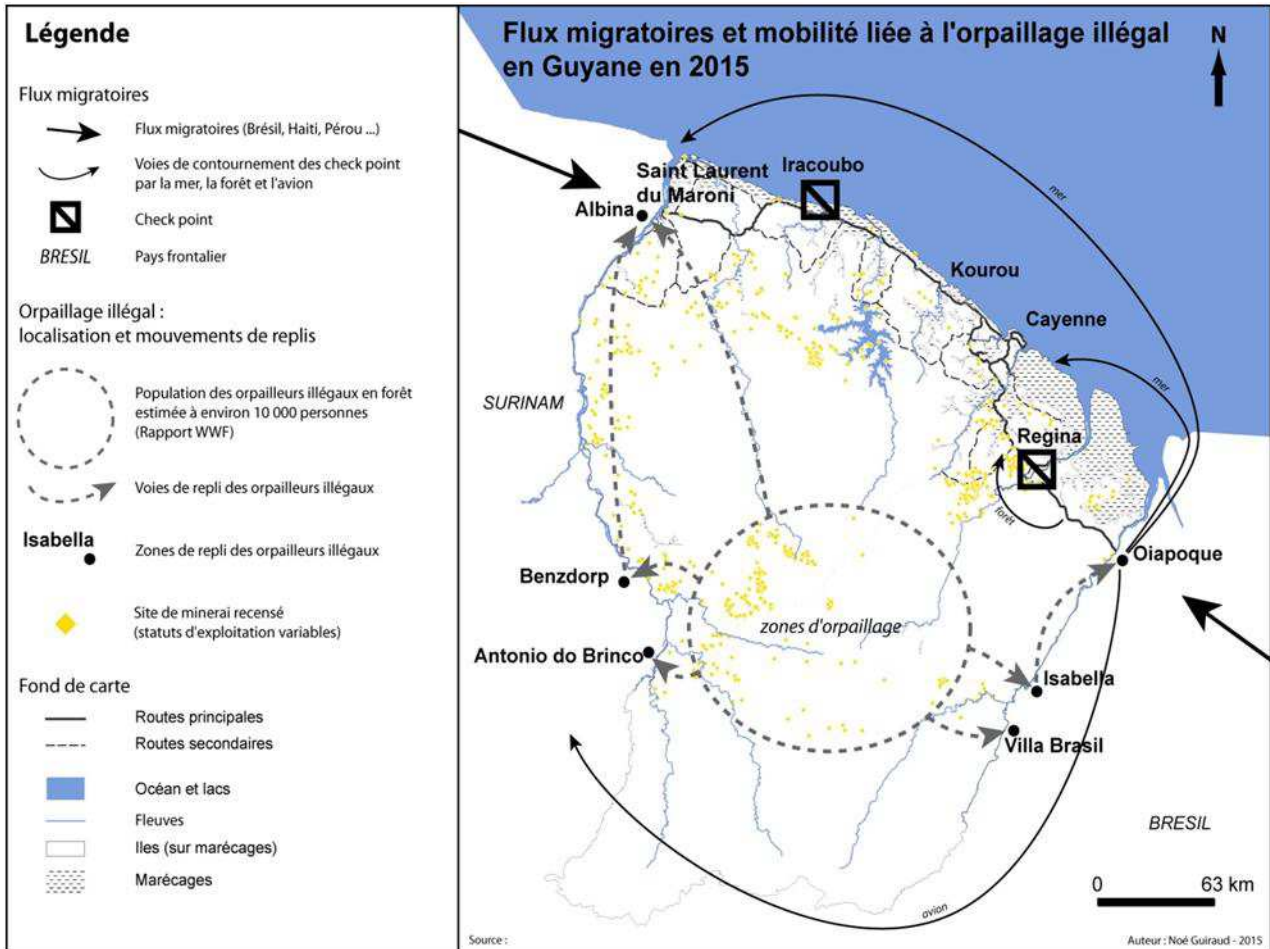 Légende
Flux migratoires
Flux migratoires (Brésil, Haiti, Pérou ...)
Voies de contournement des check point
par la mer, la forêt et l'avion
Check point
BRESIL
Pays frontalier
Orpaillage illégal :
localisation et mouvements de replis
Population des orpailleurs illégaux en forêt
estimée à environ 10 000 personnes
(Rapport WWF)
Voies de repli des orpailleurs illégaux
Isabella
Zones de repli des orpailleurs illégaux
Site de minerai recensé
(statuts d'exploitation variables)
Fond de carte
Routes principales
Routes secondaires
Océan et lacs
Fleuves
Iles (sur marécages)
Marécages
Flux migratoires et mobilité liée à l'orpaillage illégal
en Guyane en 2015
N
mer
Saint Laurent
du Maroni
Iracoubo
Albina
Kourou
Cayenne
mer
SURINAM
Regina
forêt
Oiapoque
Benzdorp
zones d'orpaillage
Antonio do Brinco
Isabella
Villa Brasil
BRESIL
0 63 km
avion
Source :
Auteur : Noé Guiraud - 2015